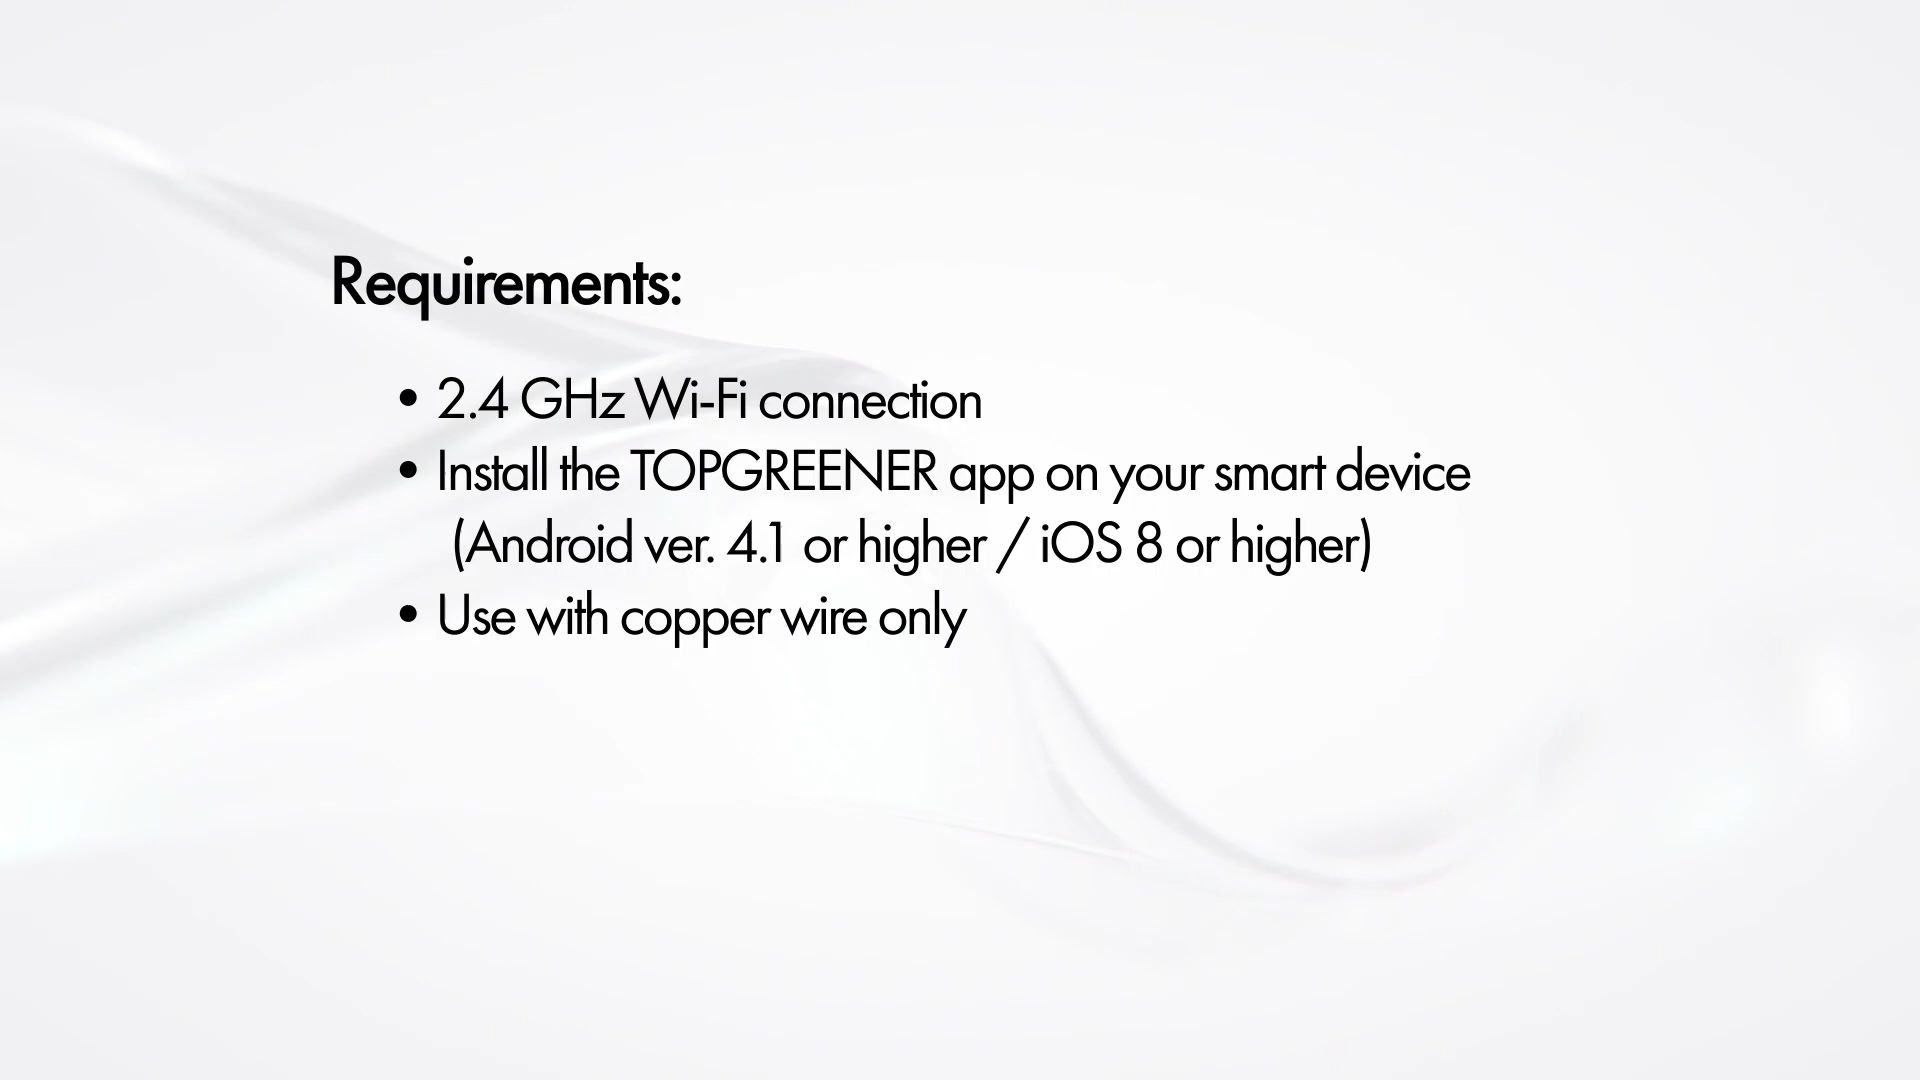 Requirements:
• 2.4 GHz Wi-Fi connection
• Install the TOPGREENER app on your smart device
(Android ver. 4.1 or higher / iOS 8 or higher)
• Use with copper wire only